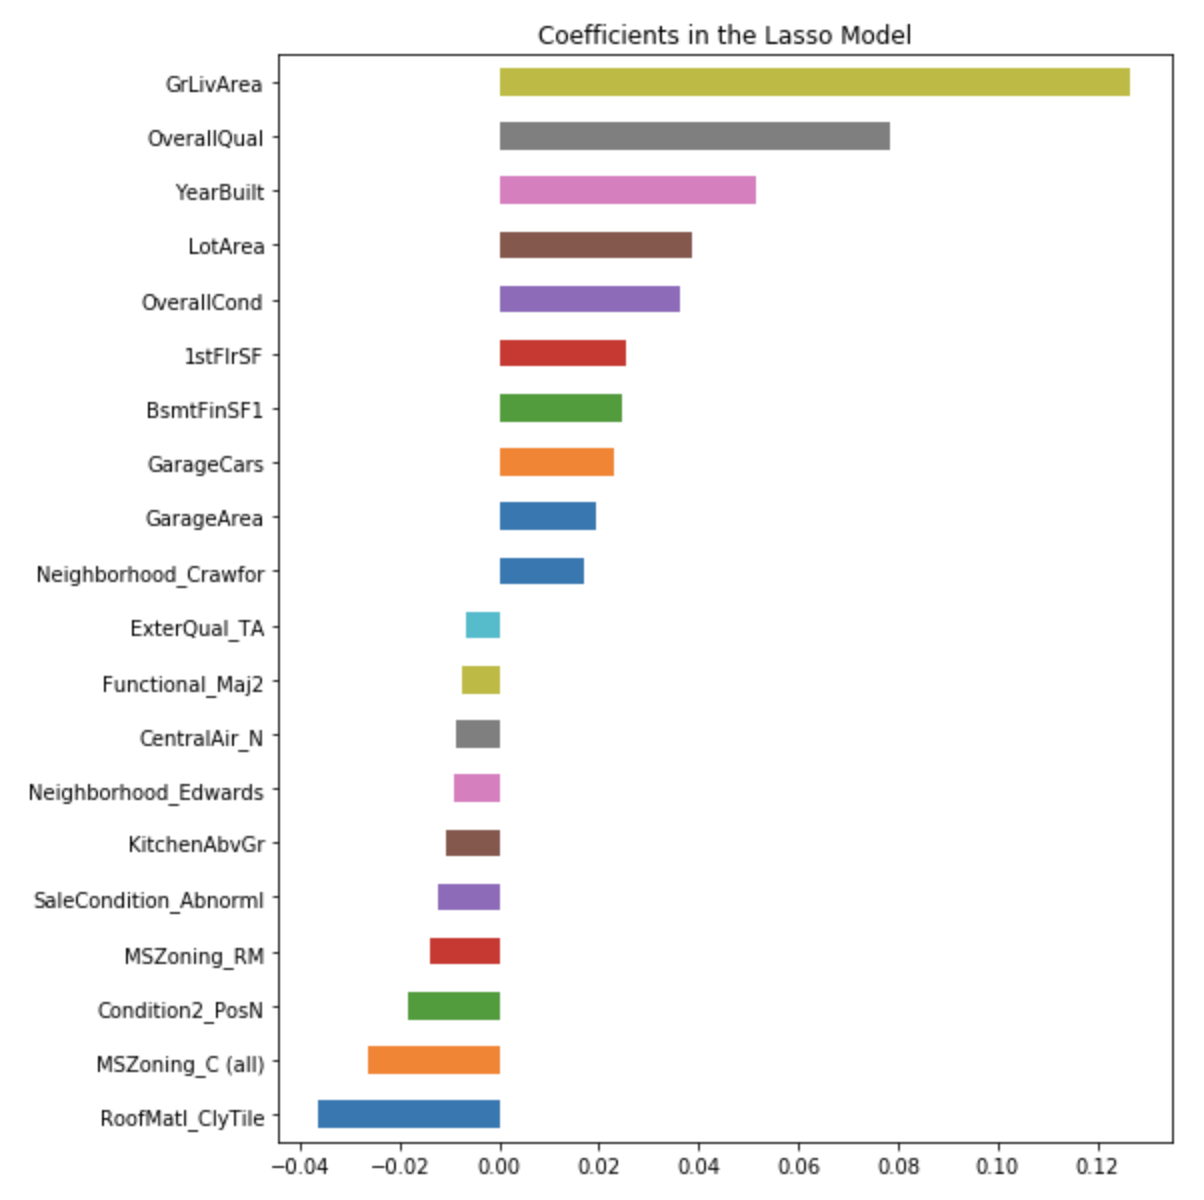 Coefficients in the Lasso Model
GrLivArea
OverallQual
YearBuilt
LotArea
OverallCond
1stFlrSF
BsmtFinSF1
GarageCars
GarageArea
Neighborhood_Crawfor
ExterQual_TA
Functional_Maj2
CentralAir_N
Neighborhood_Edwards
KitchenAbvGr
SaleCondition_Abnorml
MSZoning_RM
Condition2_PosN
MSZoning_C (all)
RoofMatl_ClyTile
−0.04 −0.02 0.00 0.02 0.04 0.06 0.08 0.10 0.12